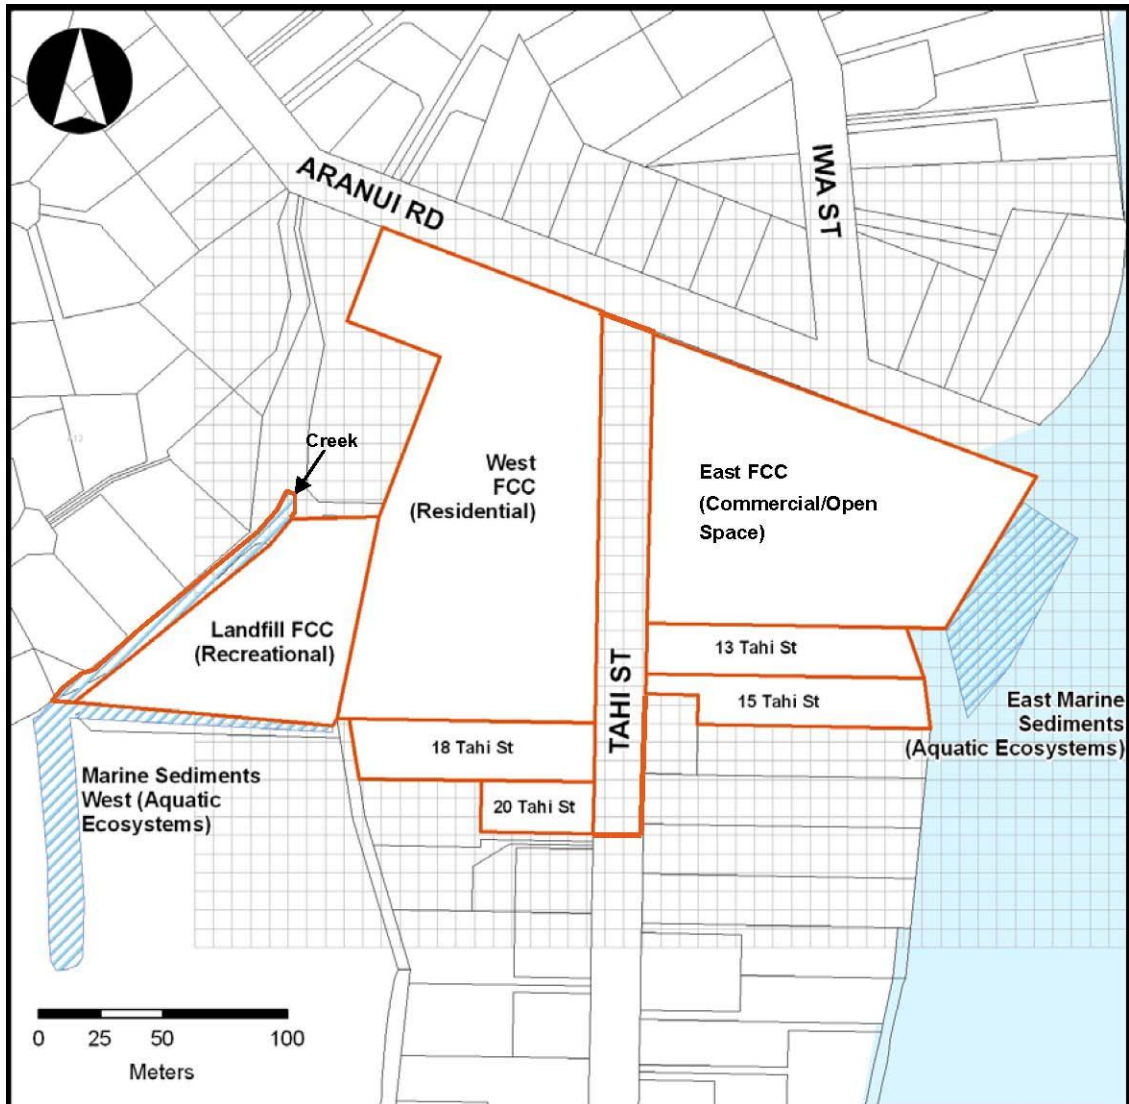 ARANUI RD
IWA ST
Creek
West
FCC
(Residential)
East FCC
(Commercial/Open
Space)
Landfill FCC
(Recreational)
13 Tahi St
15 Tahi St
TAHI ST
18 Tahi St
20 Tahi St
East Marine
Sediments
(Aquatic Ecosystems)
Marine Sediments
West (Aquatic
Ecosystems)
0 25 50 100
Meters